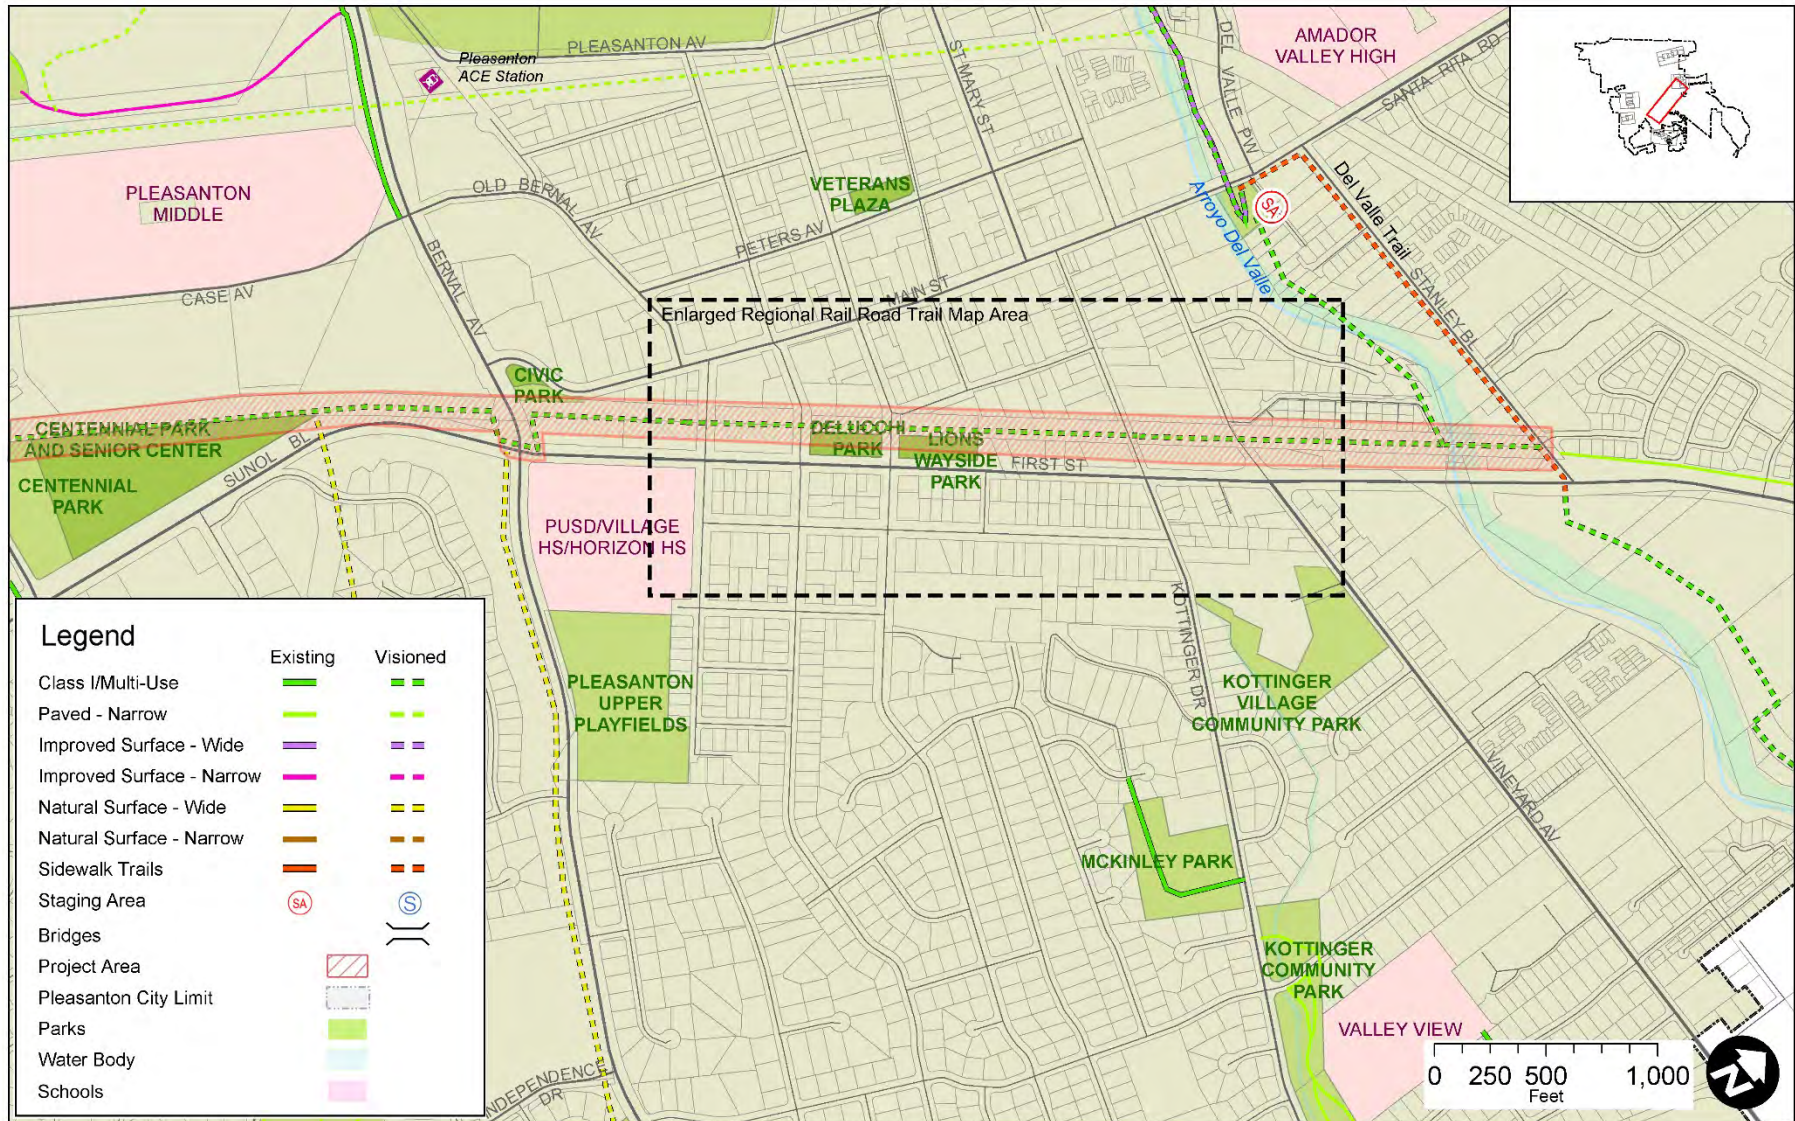 PLEASANTON AV
Pleasanton
ACE Station
ST MARY ST
DEL VALLE PW
AMADOR
VALLEY HIGH
SANTA RITA RD
PLEASANTON
MIDDLE
OLD BERNAL AV
VETERANS
PLAZA
PETERS AV
SA
Arroyo Del Valle
Del Valle Trail
STANLEY BL
CASE AV
BERNAL AV
MAIN ST
Enlarged Regional Rail Road Trail Map Area
CIVIC
PARK
CENTENNIAL PARK
AND SENIOR CENTER
SUNOL BL
DELUCCHI
PARK
LIONS
WAYSIDE
PARK
FIRST ST
CENTENNIAL
PARK
PUSD/VILLAGE
HS/HORIZON HS
KOTTINGER DR
PLEASANTON
UPPER
PLAYFIELDS
KOTTINGER
VILLAGE
COMMUNITY PARK
VINEYARD AV
MCKINLEY PARK
KOTTINGER
COMMUNITY
PARK
VALLEY VIEW
INDEPENDENCE
DR
Legend
Existing Visioned
Class I/Multi-Use
Paved - Narrow
Improved Surface - Wide
Improved Surface - Narrow
Natural Surface - Wide
Natural Surface - Narrow
Sidewalk Trails
Staging Area SA S
Bridges
Project Area
Pleasanton City Limit
Parks
Water Body
Schools
0 250 500 1,000
Feet
N